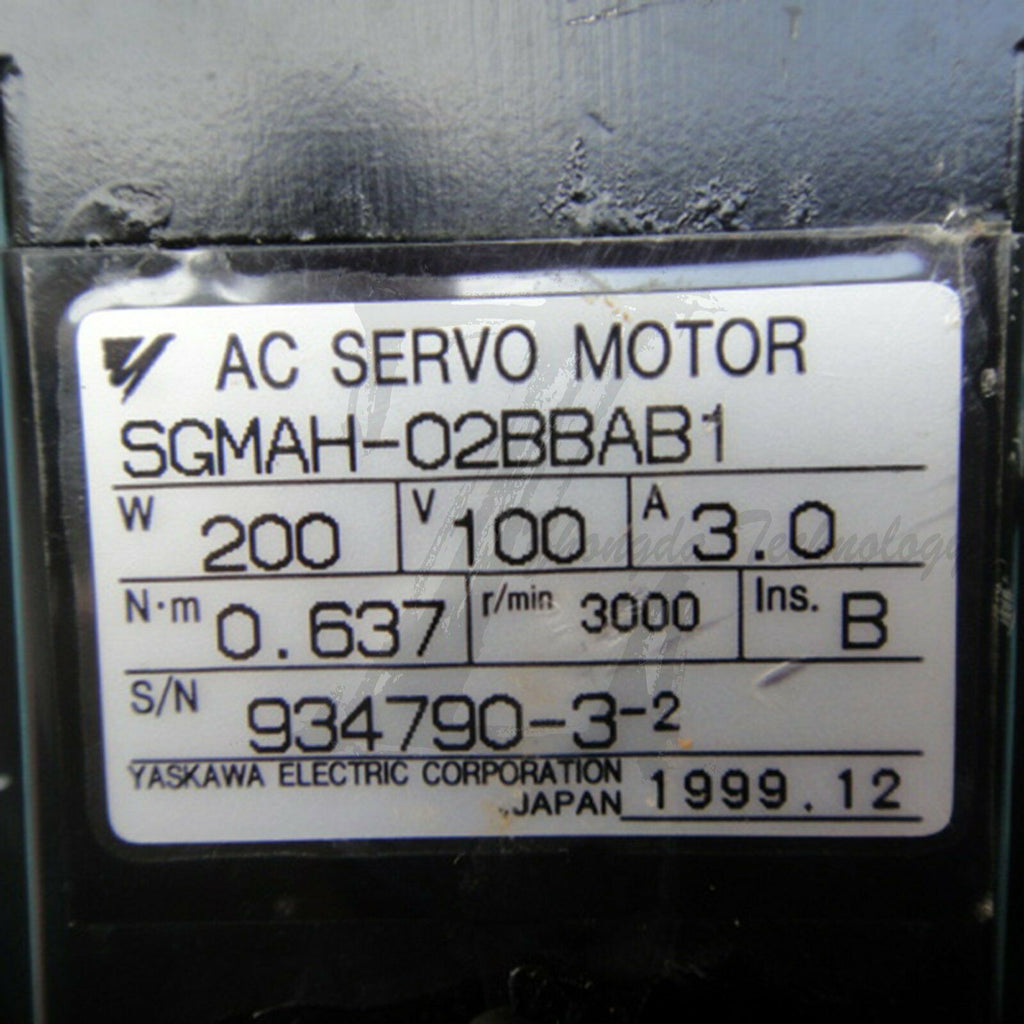 AC SERVO MOTOR
SGMAH-02BBAB1
W 200 V 100 A 3.0
N·m 0.637 r/min 3000 Ins. B
S/N 934790-3-2
YASKAWA ELECTRIC CORPORATION
JAPAN 1999.12
Technology